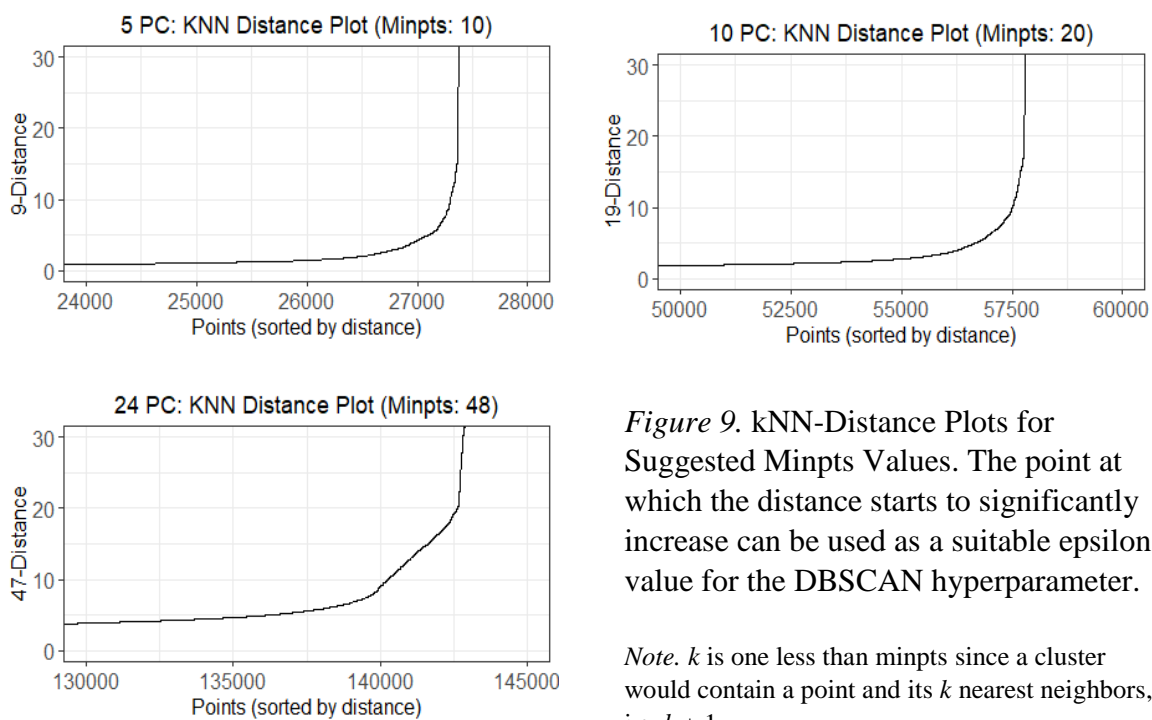 5 PC: KNN Distance Plot (Minpts: 10)
30
20
10
0
9-Distance
24000 25000 26000 27000 28000
Points (sorted by distance)
10 PC: KNN Distance Plot (Minpts: 20)
30
20
10
0
19-Distance
50000 52500 55000 57500 60000
Points (sorted by distance)
24 PC: KNN Distance Plot (Minpts: 48)
30
20
10
0
47-Distance
130000 135000 140000 145000
Points (sorted by distance)
Figure 9. kNN-Distance Plots for
Suggested Minpts Values. The point at
which the distance starts to significantly
increase can be used as a suitable epsilon
value for the DBSCAN hyperparameter.
Note. k is one less than minpts since a cluster
would contain a point and its k nearest neighbors,